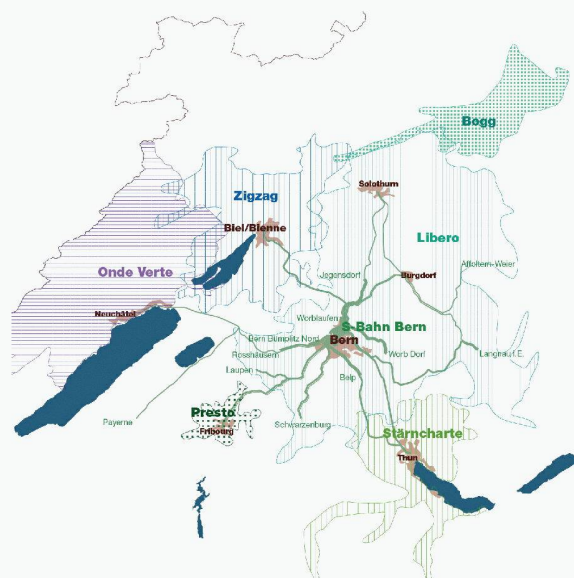 Bogg
Solothurn
Zigzag
Biel/Bienne
Libero
Affoltern-Weier
Onde Verte
Jegensdorf
Burgdorf
Neuchâtel
Worblaufen
S-Bahn Bern
Bern Bümpliz Nord
Bern
Rosshäusern
Worb Dorf
Langnau i.E.
Laupen
Belp
Presto
Payerne
Fribourg
Schwarzenburg
Stärncharte
Thun